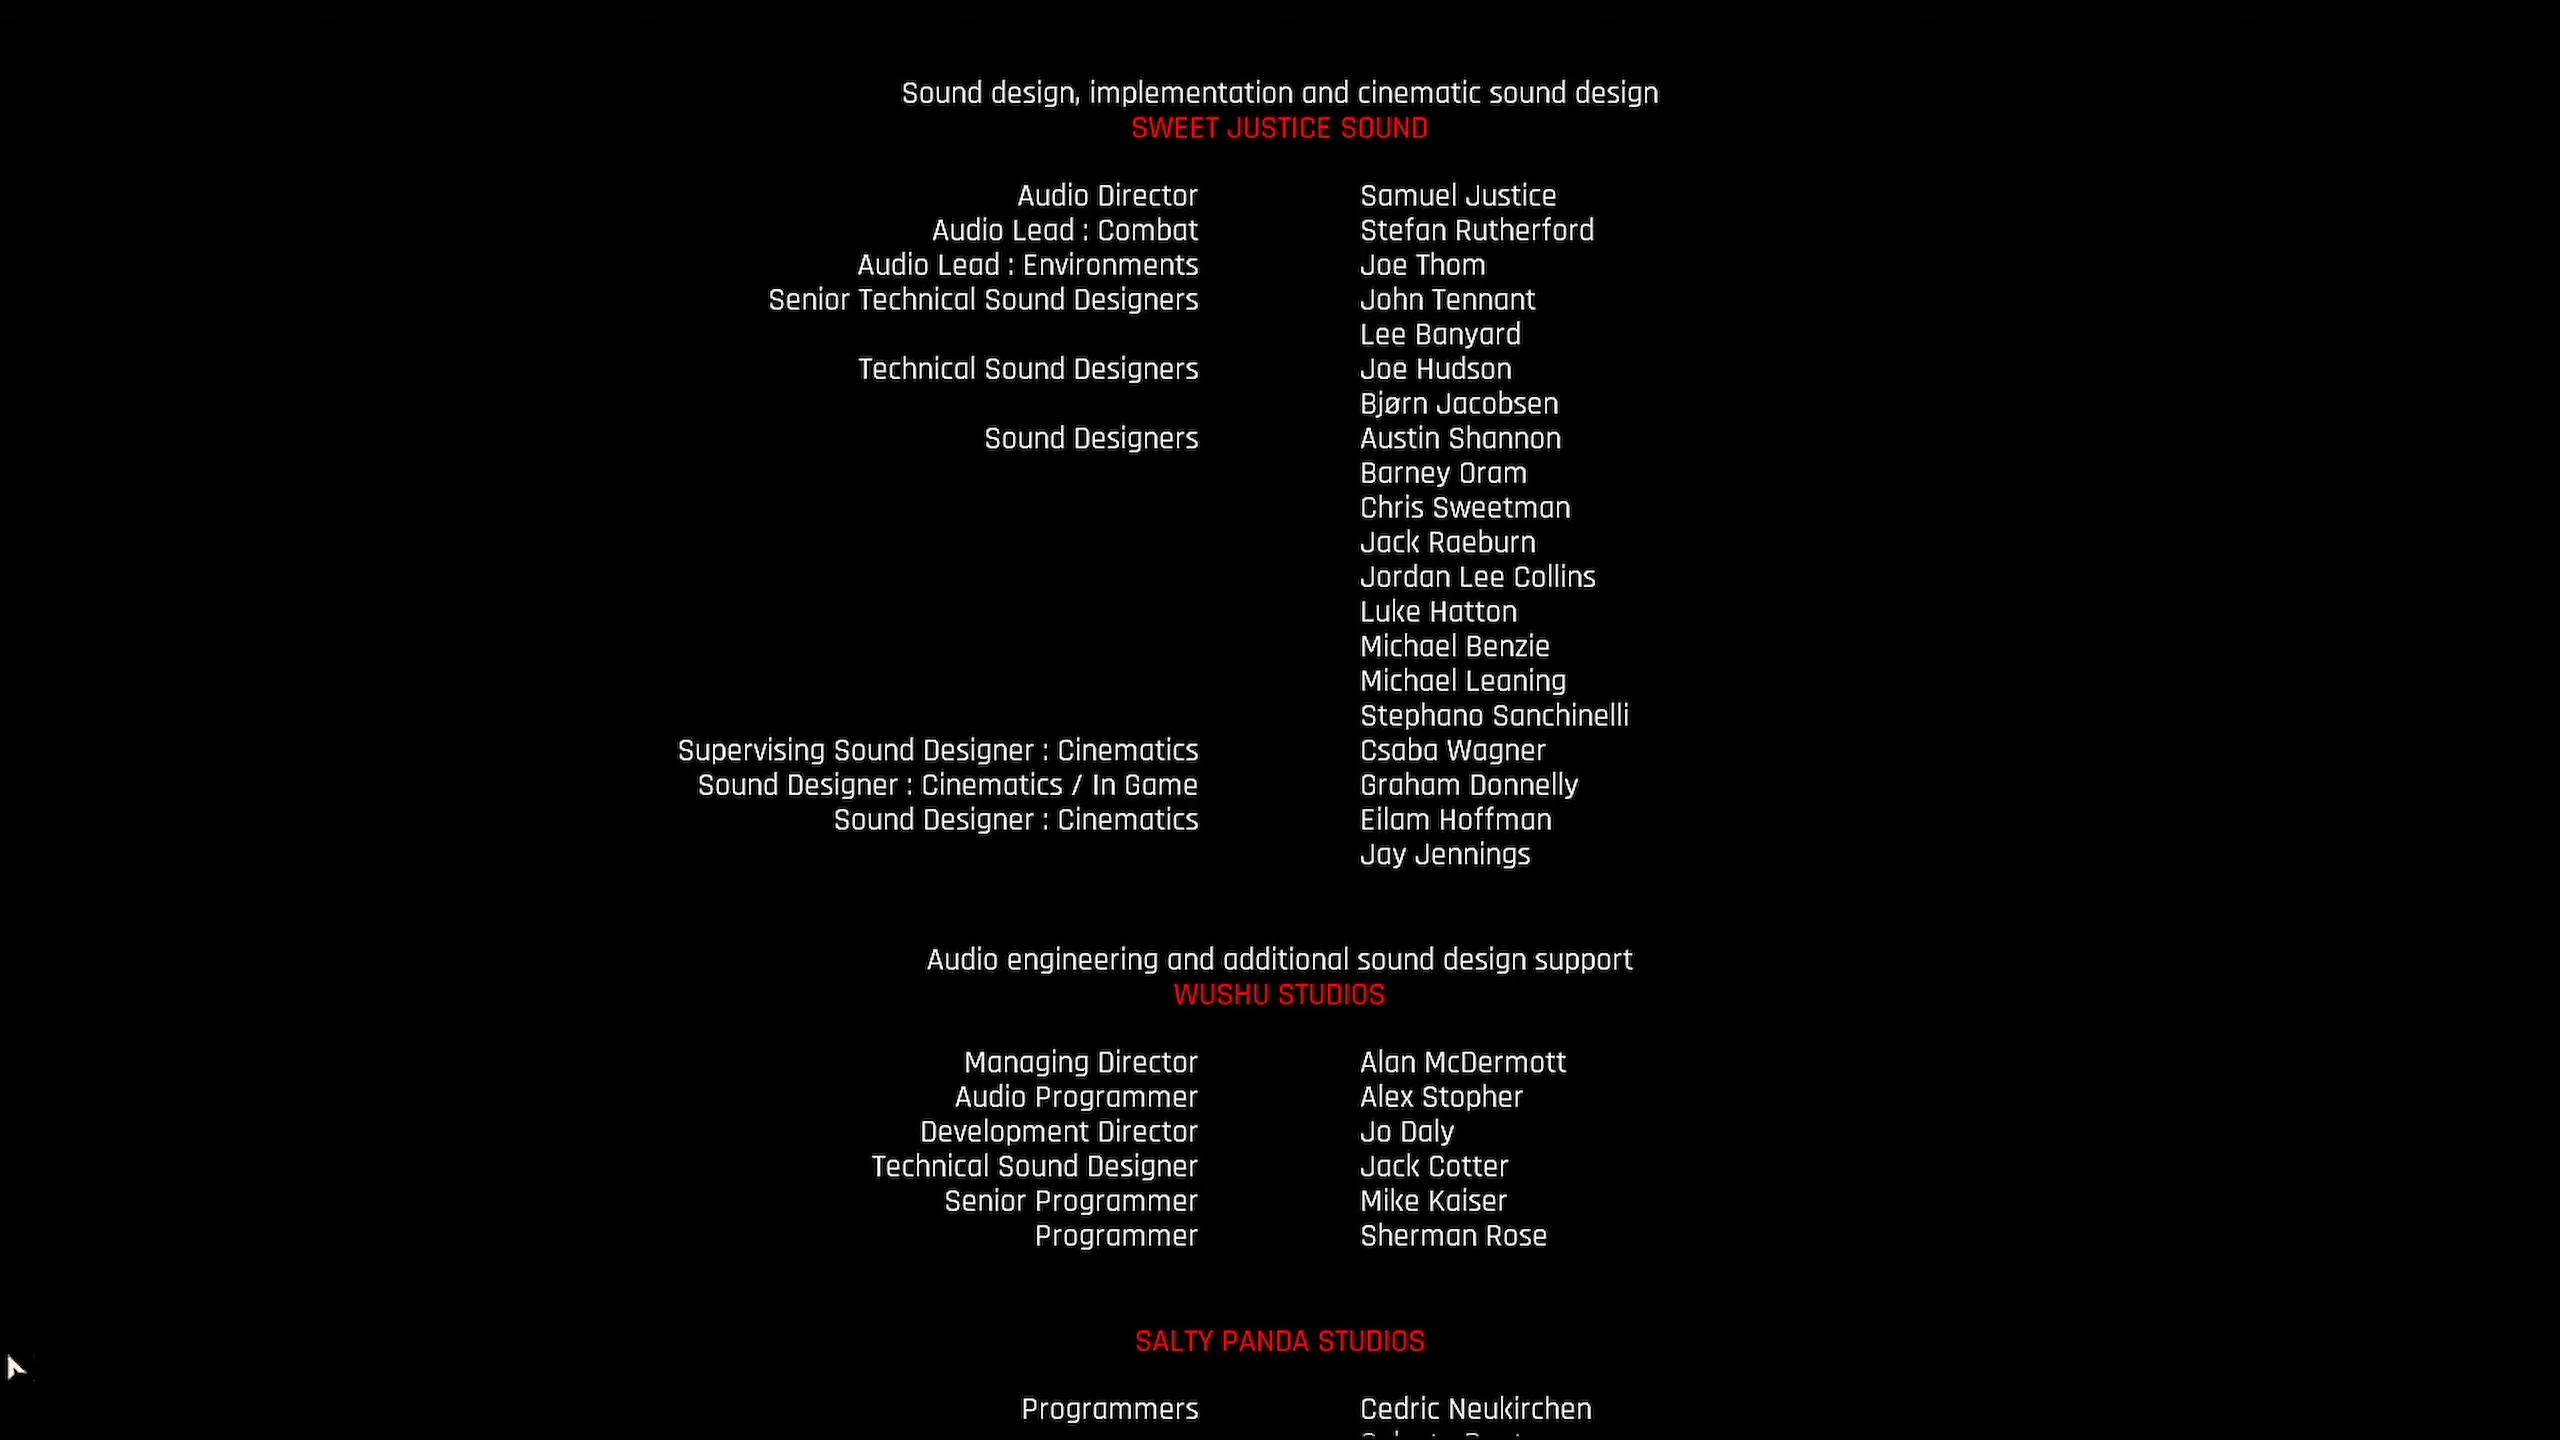 Sound design, implementation and cinematic sound design
SWEET JUSTICE SOUND
Audio Director Samuel Justice
Audio Lead : Combat Stefan Rutherford
Audio Lead : Environments Joe Thom
Senior Technical Sound Designers John Tennant
Lee Banyard
Technical Sound Designers Joe Hudson
Bjørn Jacobsen
Sound Designers Austin Shannon
Barney Oram
Chris Sweetman
Jack Raeburn
Jordan Lee Collins
Luke Hatton
Michael Benzie
Michael Leaning
Stephano Sanchinelli
Supervising Sound Designer : Cinematics Csaba Wagner
Sound Designer : Cinematics / In Game Graham Donnelly
Sound Designer : Cinematics Eilam Hoffman
Jay Jennings
Audio engineering and additional sound design support
WUSHU STUDIOS
Managing Director Alan McDermott
Audio Programmer Alex Stopher
Development Director Jo Daly
Technical Sound Designer Jack Cotter
Senior Programmer Mike Kaiser
Programmer Sherman Rose
SALTY PANDA STUDIOS
Programmers Cedric Neukirchen